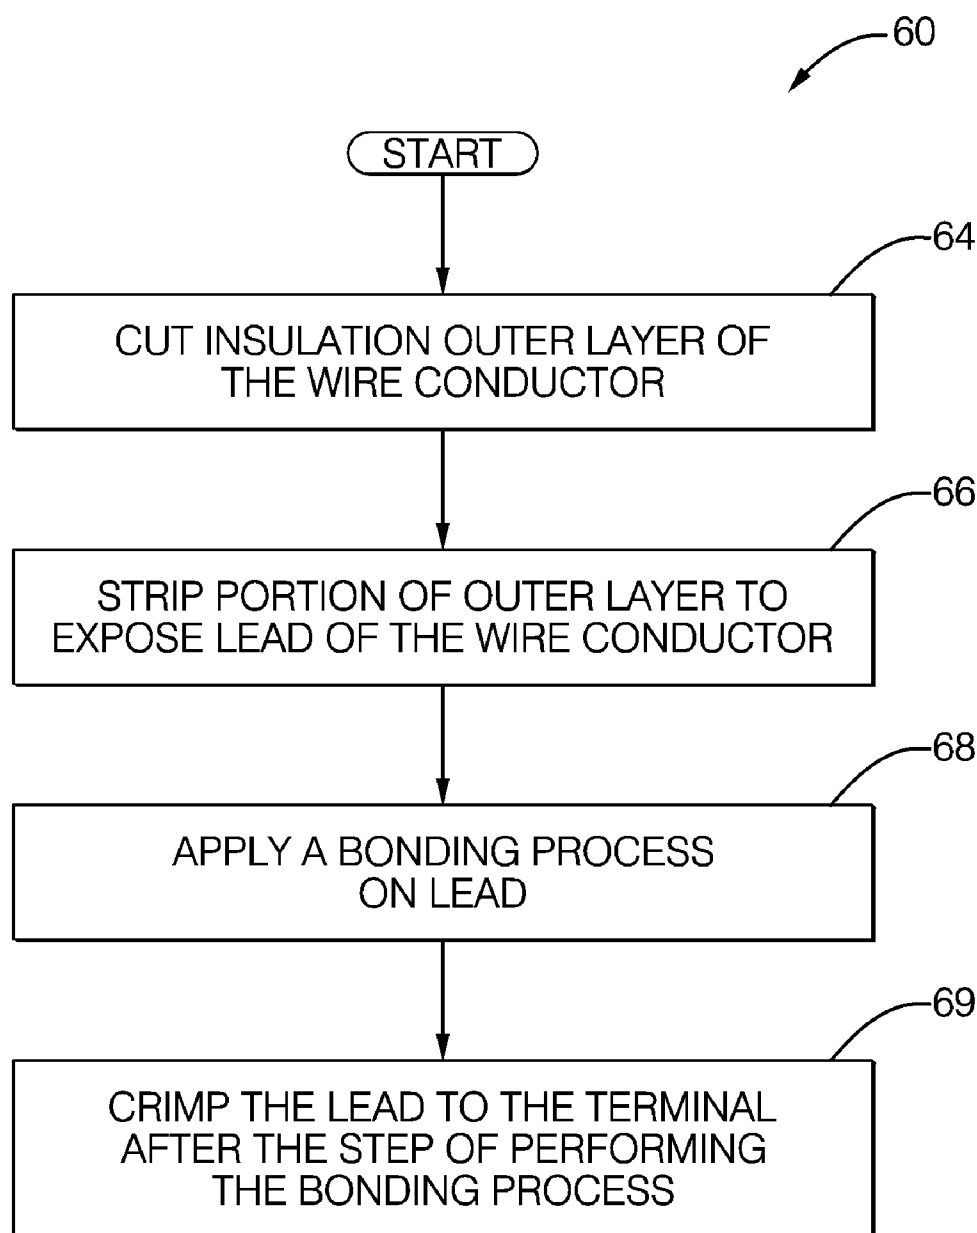 60
START
64
CUT INSULATION OUTER LAYER OF
THE WIRE CONDUCTOR
66
STRIP PORTION OF OUTER LAYER TO
EXPOSE LEAD OF THE WIRE CONDUCTOR
68
APPLY A BONDING PROCESS
ON LEAD
69
CRIMP THE LEAD TO THE TERMINAL
AFTER THE STEP OF PERFORMING
THE BONDING PROCESS